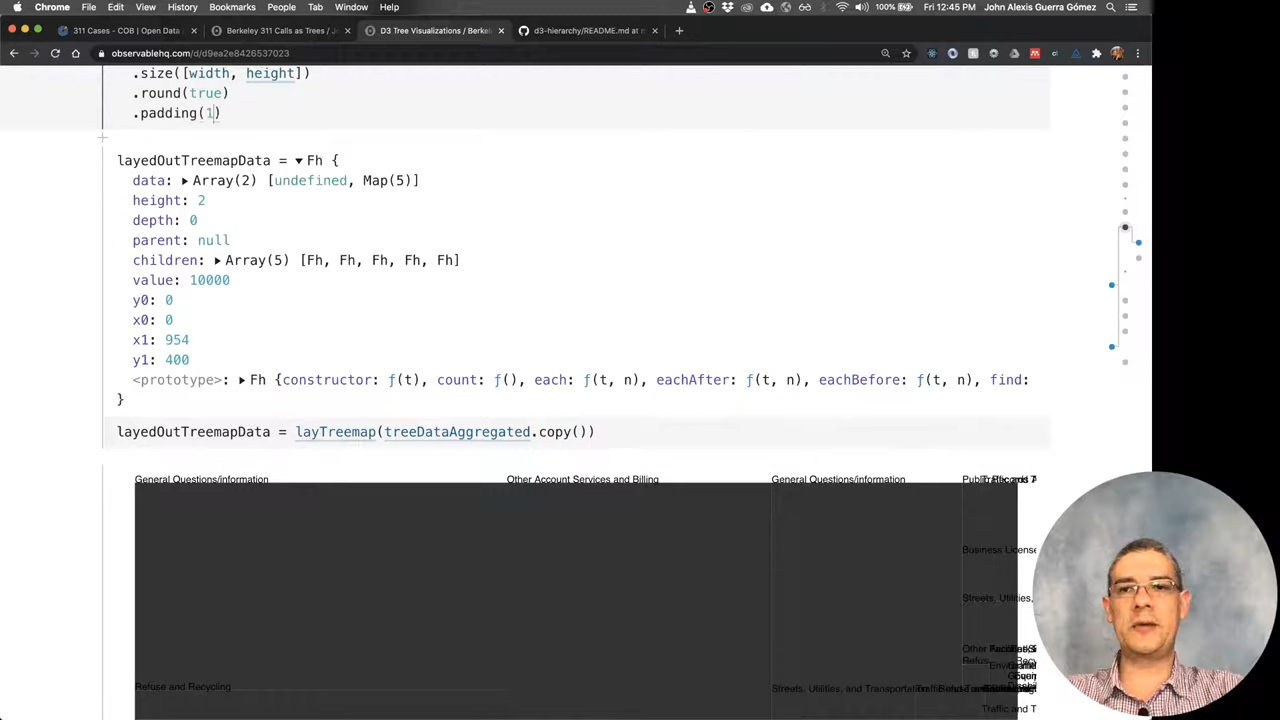 Chrome File Edit View History Bookmarks People Tab Window Help 100% Fri 12:45 PM John Alexis Guerra Gómez
311 Cases - COB | Open Data Berkeley 311 Calls as Trees / Jo D3 Tree Visualizations / Berkel d3-hierarchy/README.md at m
observablehq.com/d/d9ea2e8426537023
.size([width, height])
.round(true)
.padding(1)
layedOutTreemapData = Fh {
data: Array(2) [undefined, Map(5)]
height: 2
depth: 0
parent: null
children: Array(5) [Fh, Fh, Fh, Fh, Fh]
value: 10000
y0: 0
x0: 0
x1: 954
y1: 400
<prototype>: Fh {constructor: ƒ(t), count: ƒ(), each: ƒ(t, n), eachAfter: ƒ(t, n), eachBefore: ƒ(t, n), find:
}
layedOutTreemapData = layTreemap(treeDataAggregated.copy())
General Questions/information Other Account Services and Billing General Questions/information
Business License
Streets, Utilities,
Refuse and Recycling Streets, Utilities, and Transportation
Traffic and T